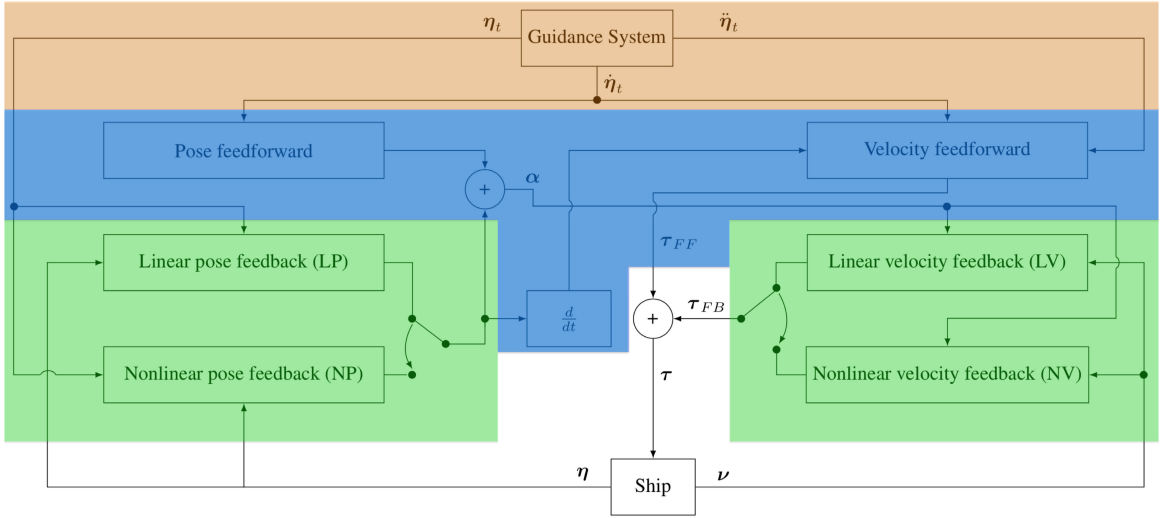 η_t
Guidance System
η̈_t
η̇_t
Pose feedforward
Velocity feedforward
+
α
τ_FF
Linear pose feedback (LP)
Linear velocity feedback (LV)
d/dt
+
τ_FB
Nonlinear pose feedback (NP)
τ
Nonlinear velocity feedback (NV)
η
Ship
ν